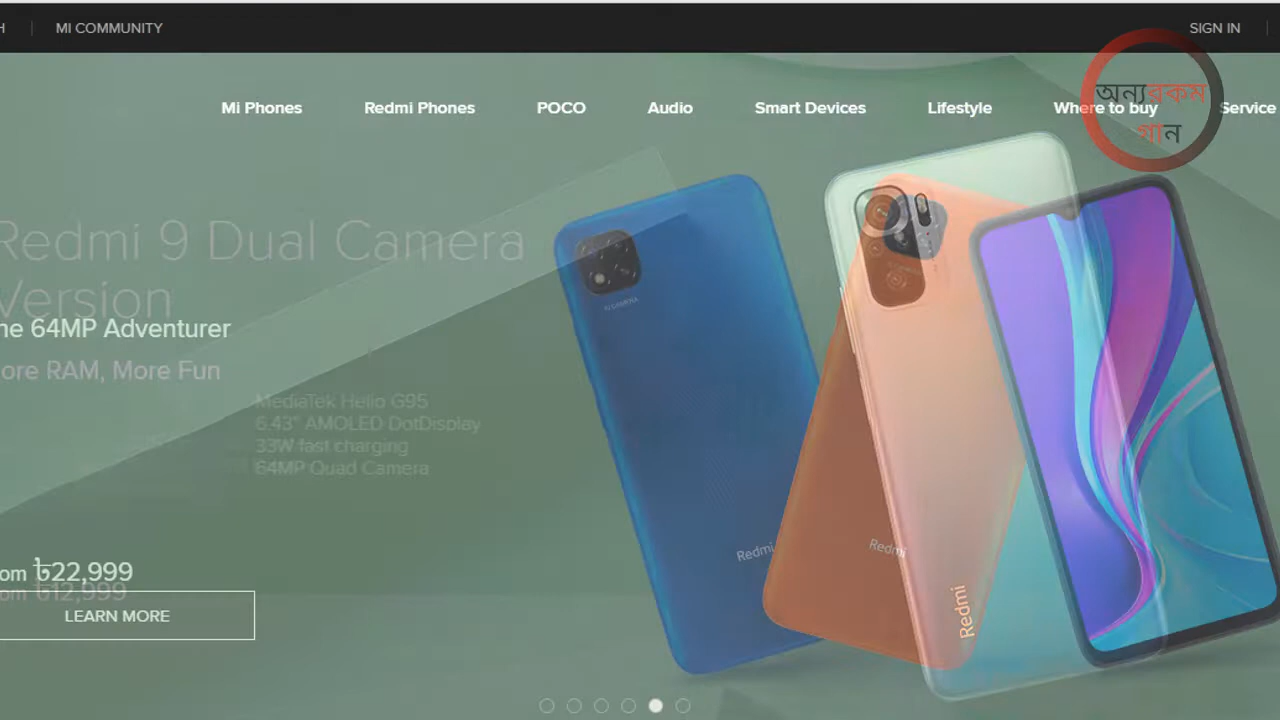 H
MI COMMUNITY
SIGN IN
Mi Phones
Redmi Phones
POCO
Audio
Smart Devices
Lifestyle
Where to buy
Service
অন্যরকম
গান
Redmi 9 Dual Camera
Version
he 64MP Adventurer
ore RAM, More Fun
MediaTek Helio G95
6.43" AMOLED DotDisplay
33W fast charging
64MP Quad Camera
om ৳22,999
om ৳12,999
LEARN MORE
AI CAMERA
Redmi
Redmi
Redmi